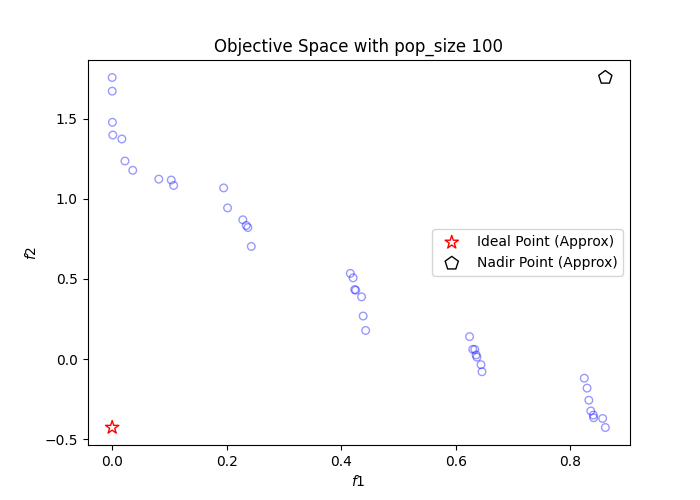 Objective Space with pop_size 100
1.5
1.0
0.5
0.0
−0.5
f2
Ideal Point (Approx)
Nadir Point (Approx)
0.0 0.2 0.4 0.6 0.8
f1